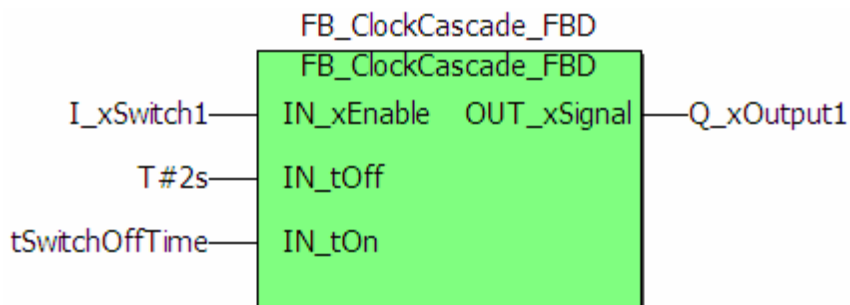 FB_ClockCascade_FBD
FB_ClockCascade_FBD
I_xSwitch1 IN_xEnable OUT_xSignal Q_xOutput1
T#2s IN_tOff
tSwitchOffTime IN_tOn